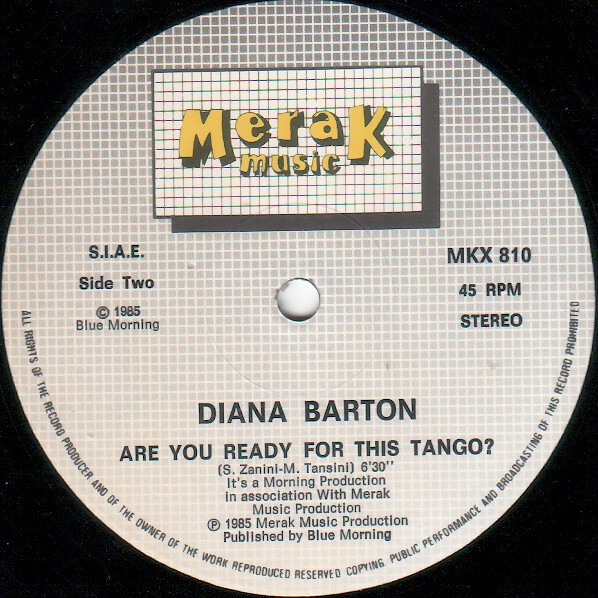 Merak
music
S.I.A.E.
Side Two
© 1985
Blue Morning
MKX 810
45 RPM
STEREO
DIANA BARTON
ARE YOU READY FOR THIS TANGO?
(S. Zanini-M. Tansini) 6'30''
It's a Morning Production
in association With Merak
Music Production
℗ 1985 Merak Music Production
Published by Blue Morning
ALL RIGHTS OF THE RECORD PRODUCER AND OF THE OWNER OF THE WORK REPRODUCED RESERVED COPYING PUBLIC PERFORMANCE AND BROADCASTING OF THIS RECORD PROHIBITED